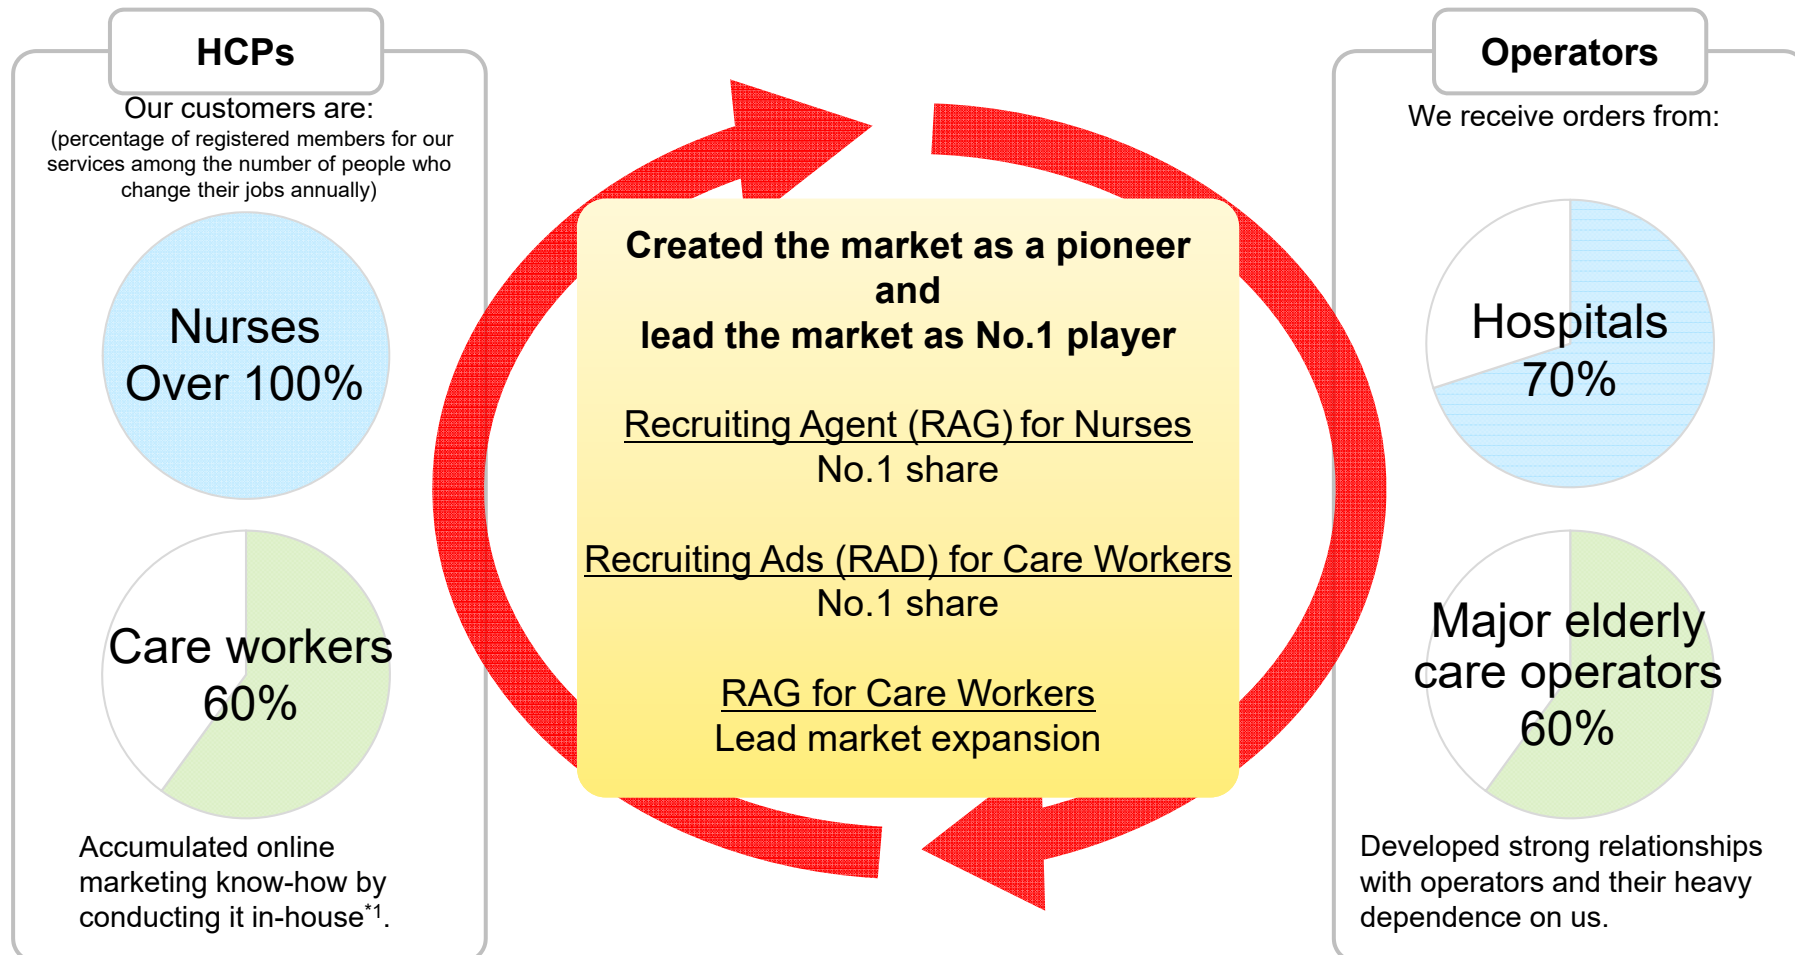 HCPs
Our customers are:
(percentage of registered members for our
services among the number of people who
change their jobs annually)
Nurses
Over 100%
Care workers
60%
Accumulated online
marketing know-how by
conducting it in-house*1.
Created the market as a pioneer
and
lead the market as No.1 player
Recruiting Agent (RAG) for Nurses
No.1 share
Recruiting Ads (RAD) for Care Workers
No.1 share
RAG for Care Workers
Lead market expansion
Operators
We receive orders from:
Hospitals
70%
Major elderly
care operators
60%
Developed strong relationships
with operators and their heavy
dependence on us.